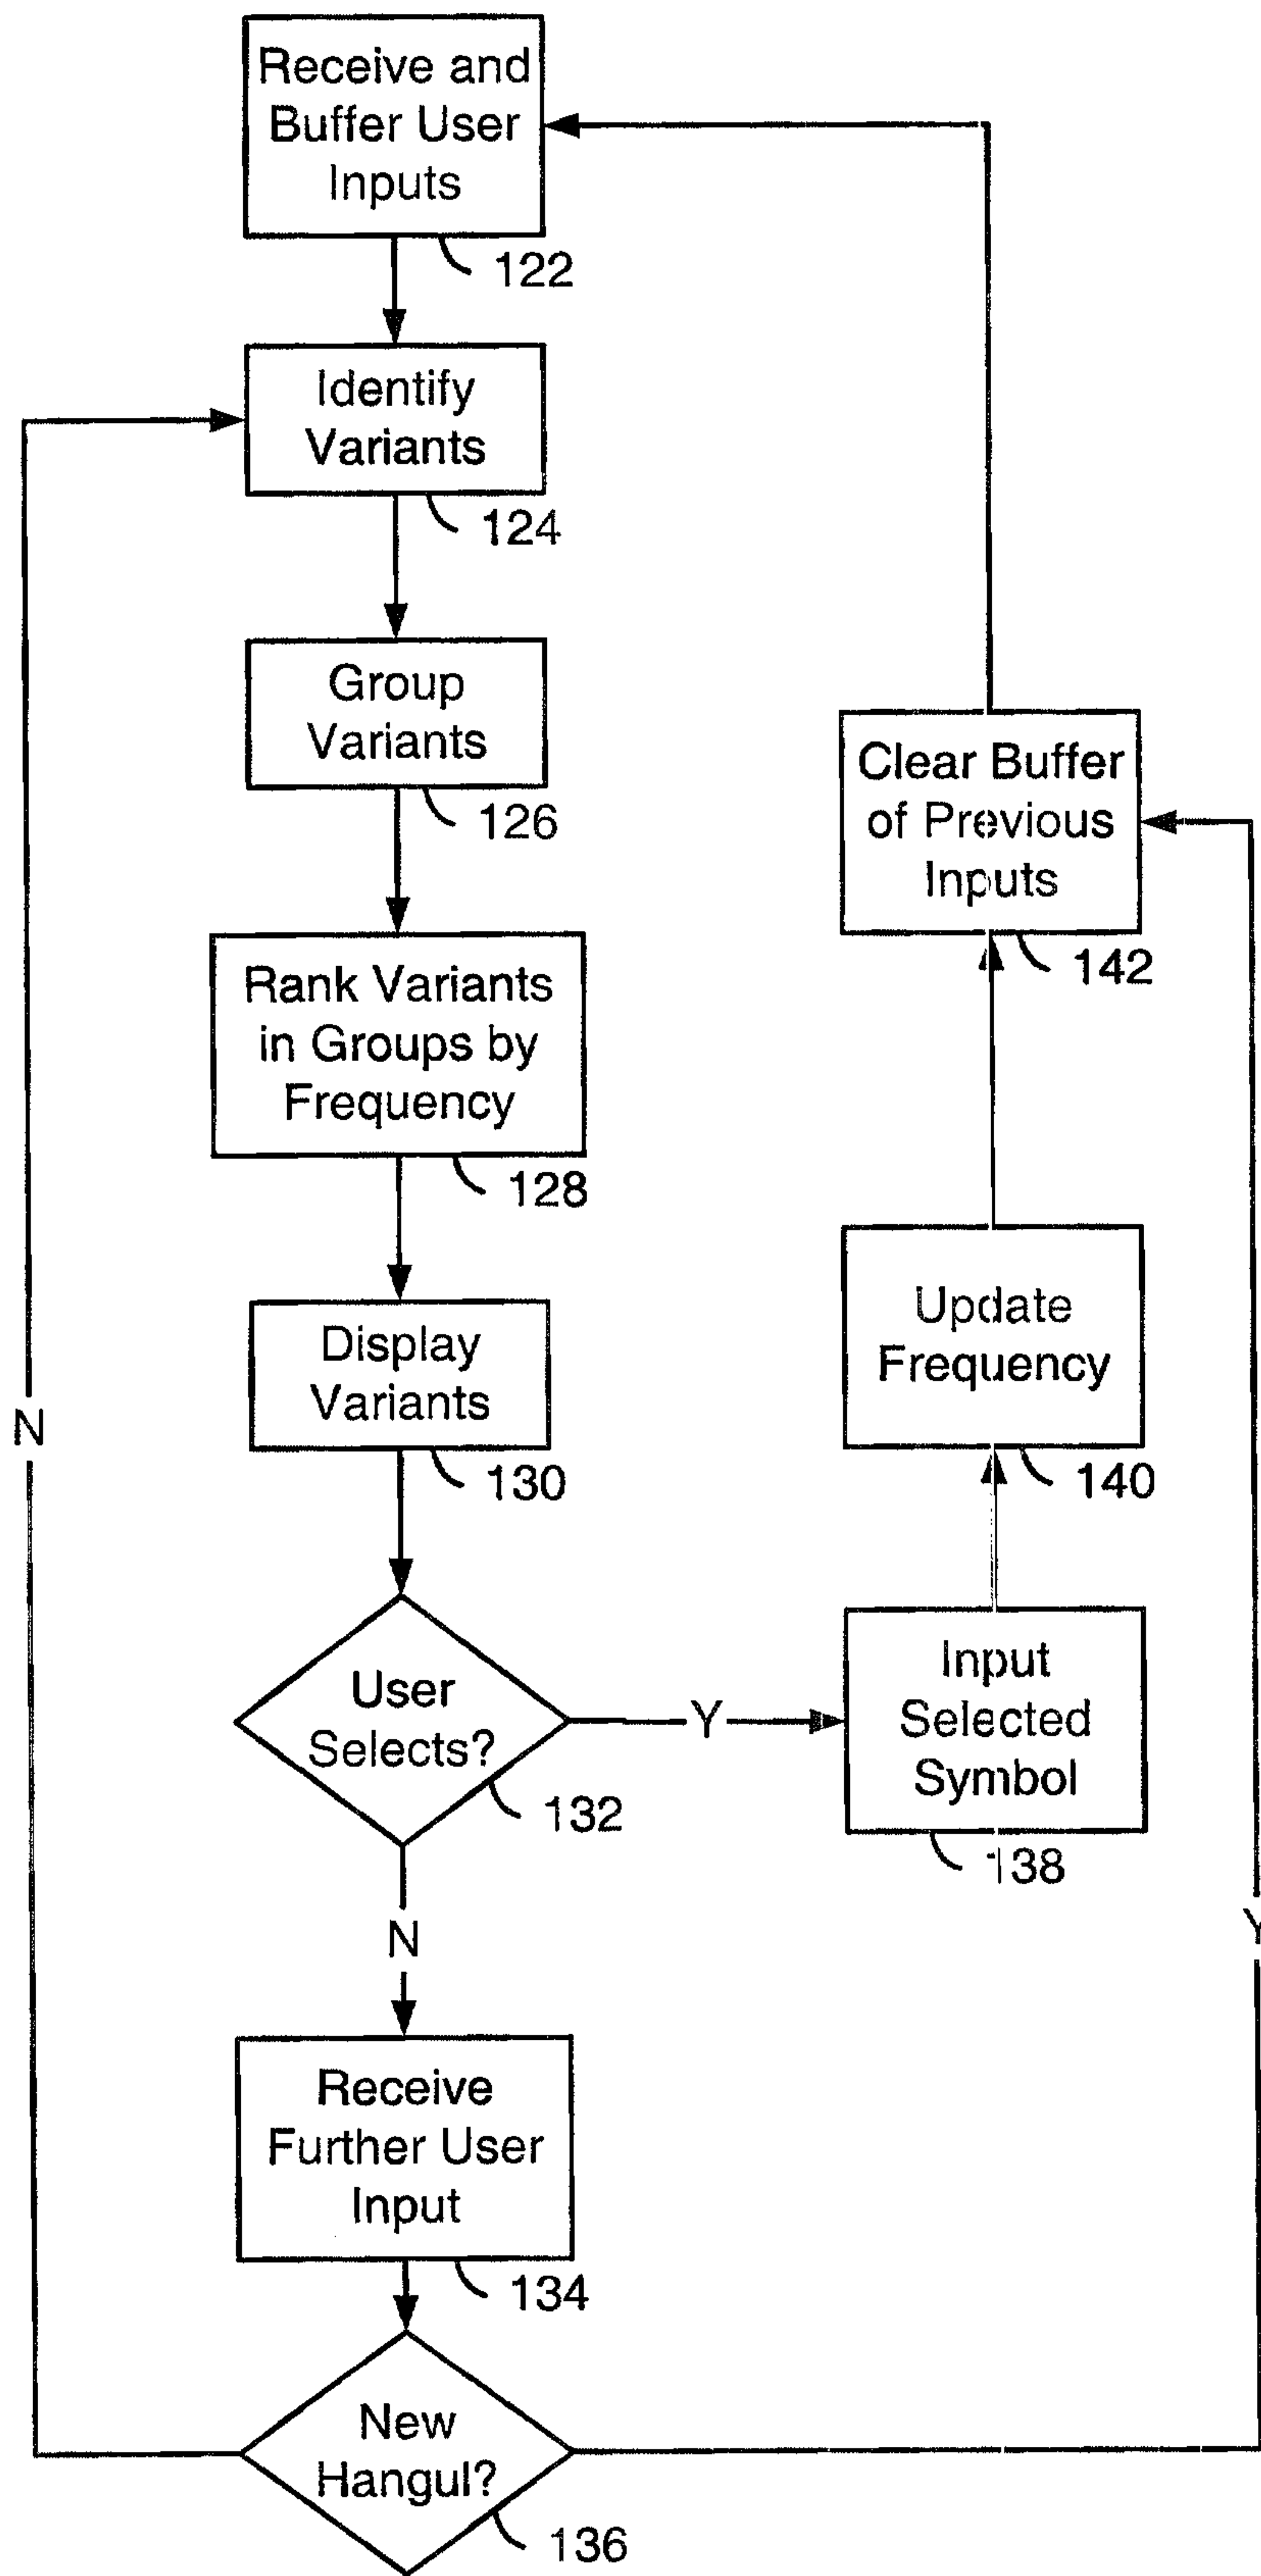 Receive and
Buffer User
Inputs
122
Identify
Variants
124
Group
Variants
126
Rank Variants
in Groups by
Frequency
128
Display
Variants
130
User
Selects?
132
Y
N
Receive
Further User
Input
134
New
Hangul?
136
N
Input
Selected
Symbol
138
Update
Frequency
140
Clear Buffer
of Previous
Inputs
142
Y